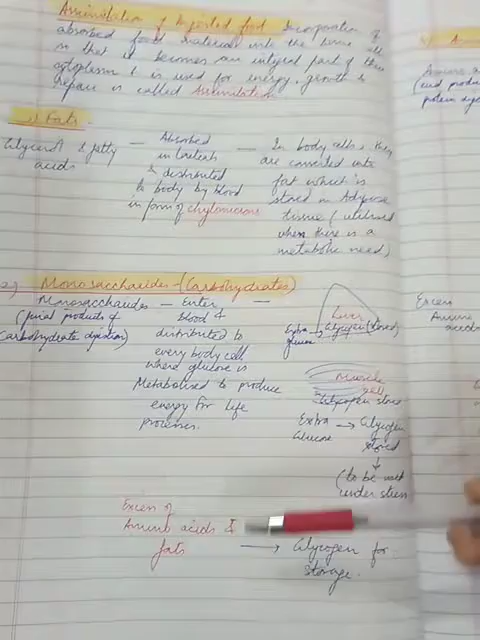 Assimilation of Digested food Incorporation of
absorbed food materials into the tissue cells
so that it becomes an integral part of their
cytoplasm & is used for energy, growth &
repair is called Assimilation
1) Fats
Glycerol & fatty acids — Absorbed in lacteals & distributed to body by blood in form of chylomicrons — In body cells, they are converted into fat which is stored in Adipose tissue (utilised when there is a metabolic need)
2) Monosaccharides - (Carbohydrates)
Monosaccharides — Enter —
(final products of blood &
Carbohydrate digestion) distributed to
every body cell
where glucose is
Metabolised to produce
energy for life
processes.
Liver
Extra glucose → Glycogen (stored)
Muscle cell
Glycogen store
Extra Glucose → Glycogen stored
↓
(to be used
under stress
Excess of
Amino acids &
fats → Glycogen for
storage.
Amino a
(end produ
protein dige
Excess
Amino
acids